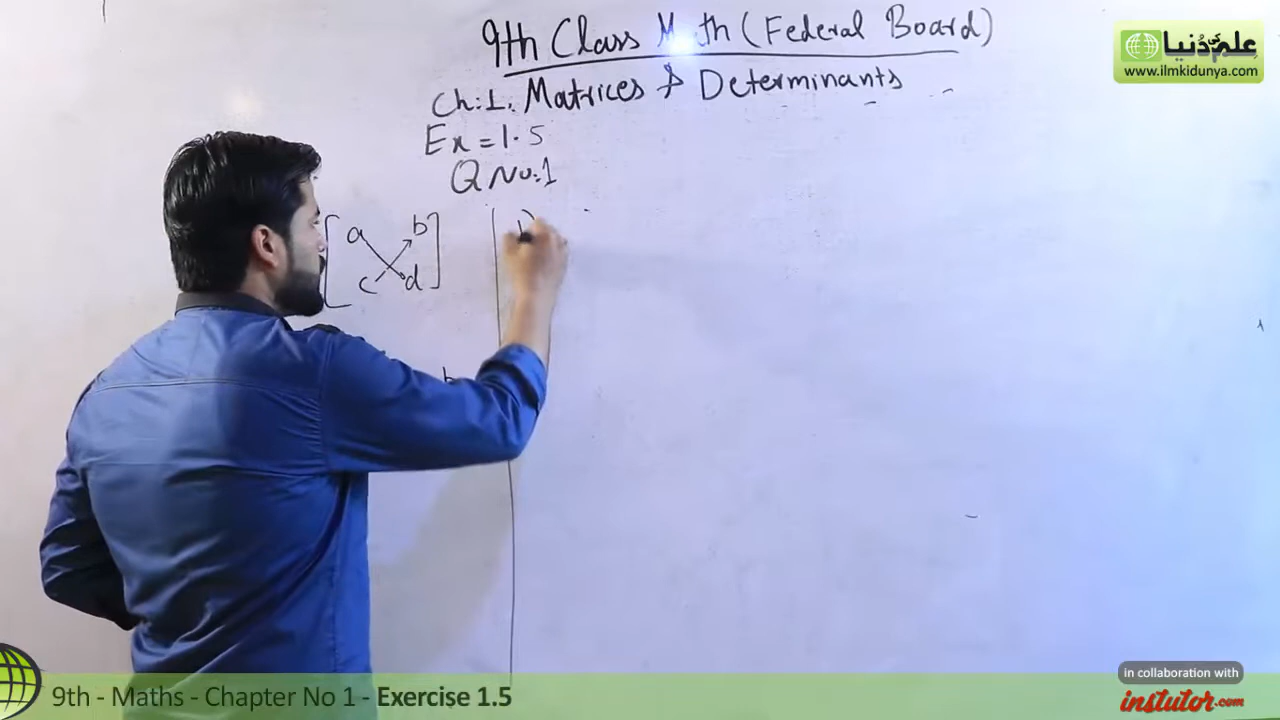 9th Class Math (Federal Board)
Ch:1. Matrices & Determinants
Ex = 1.5
Q No:1
a b
c d
b
علم کی دنیا
www.ilmkidunya.com
in collaboration with
instutor.com
9th - Maths - Chapter No 1 - Exercise 1.5